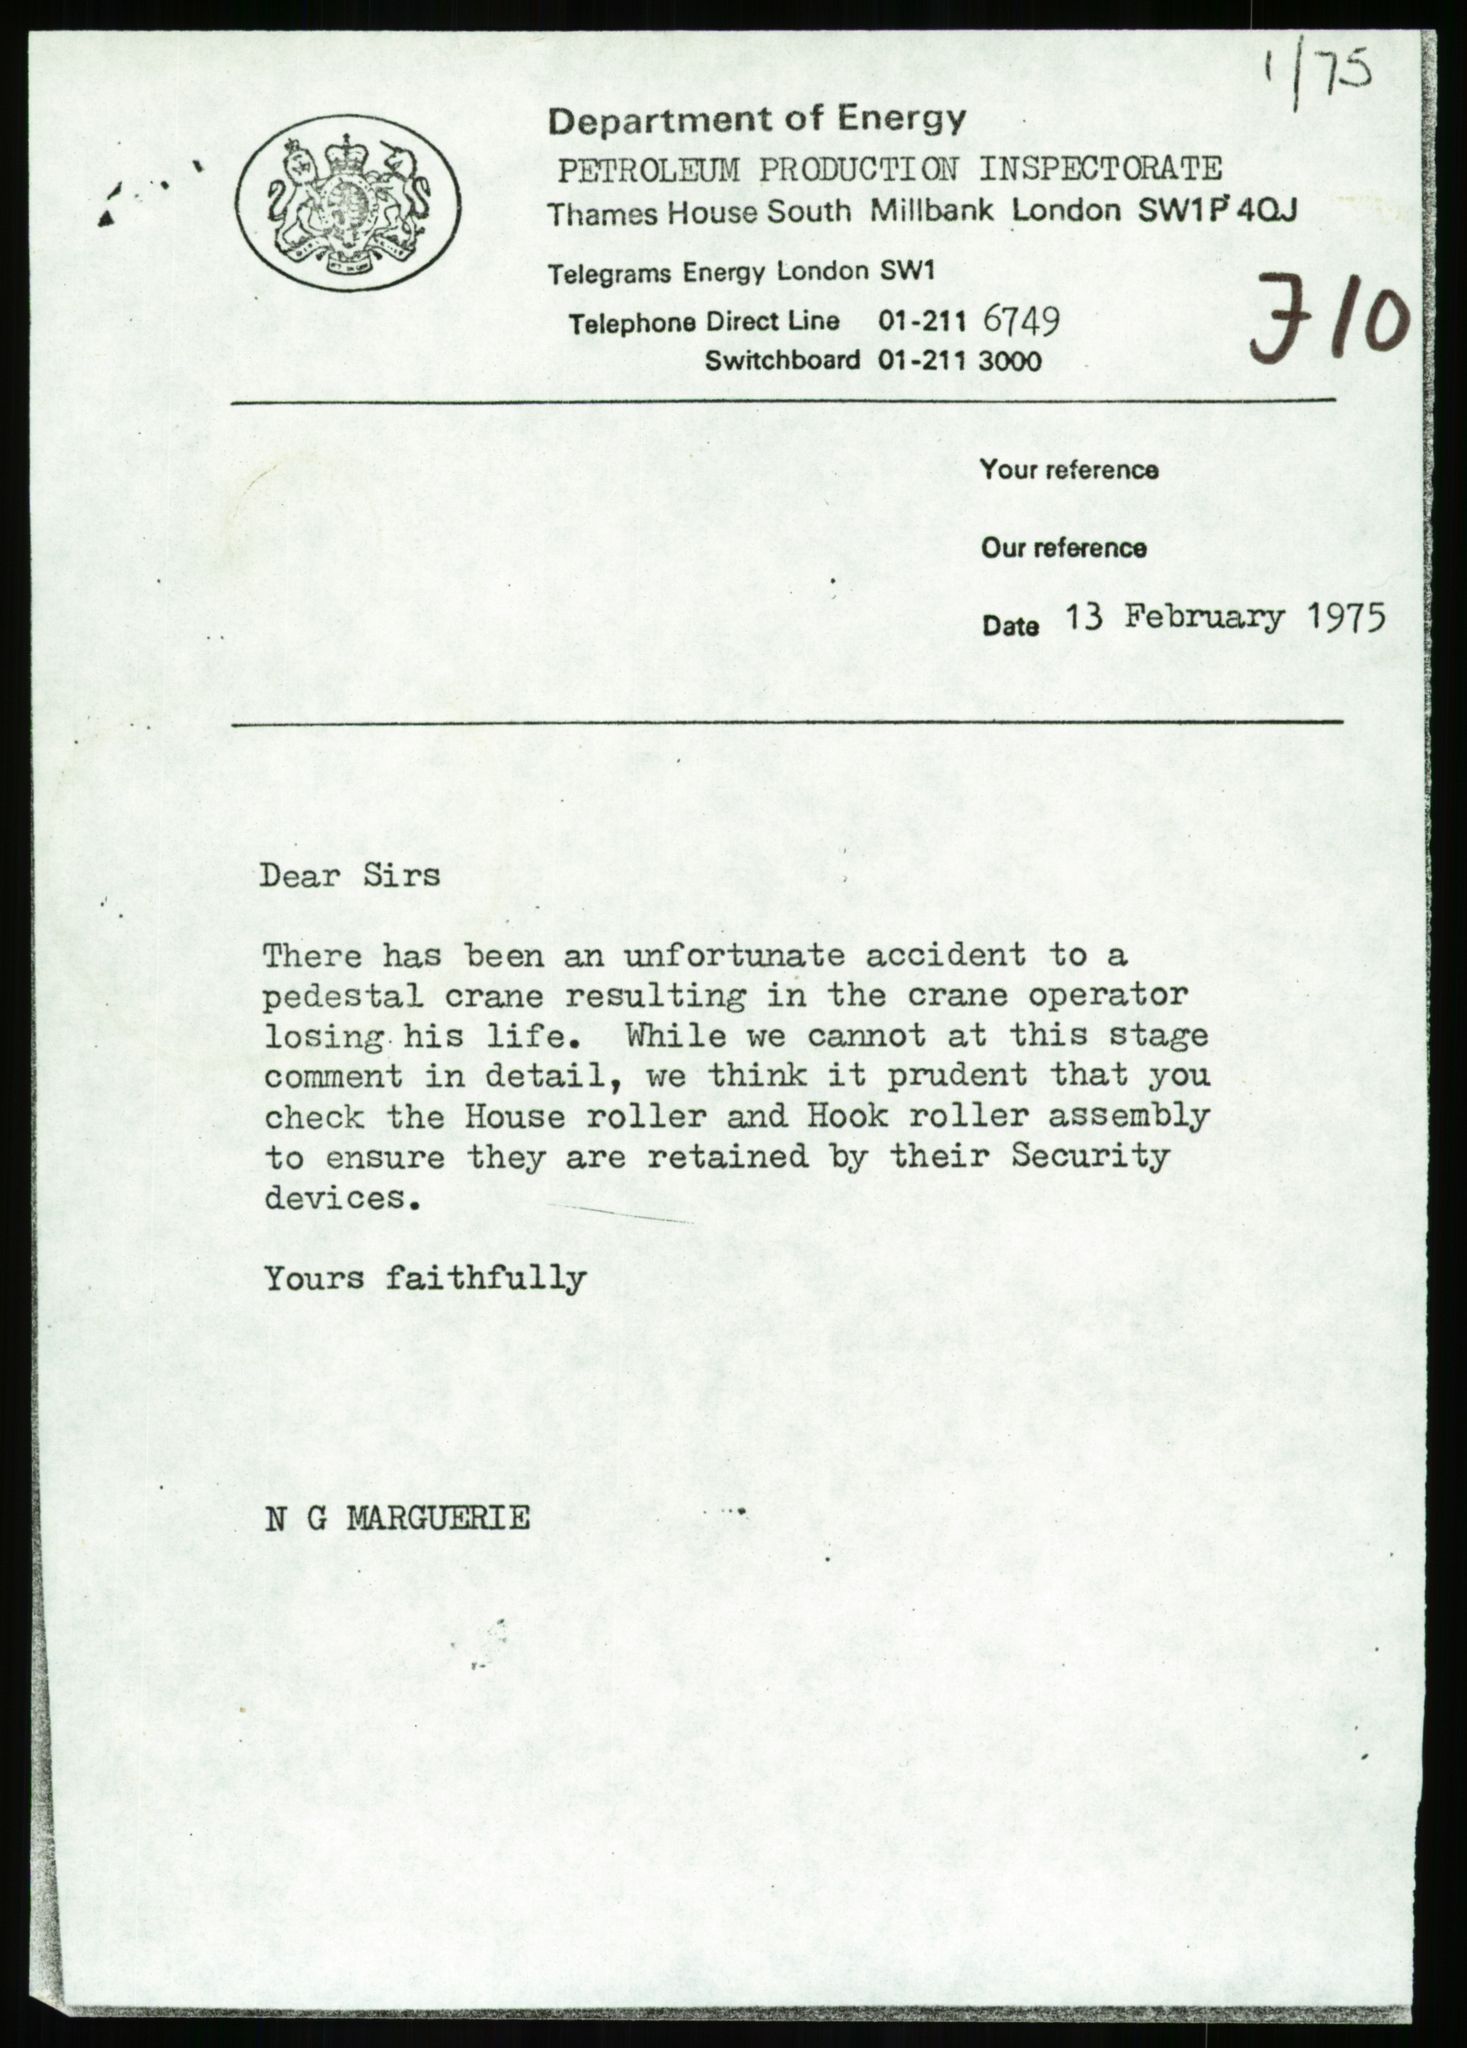 1/75
Department of Energy
PETROLEUM PRODUCTION INSPECTORATE
Thames House South Millbank London SW1P 4QJ
Telegrams Energy London SW1
Telephone Direct Line 01-211 6749
Switchboard 01-211 3000
710
Your reference
Our reference
Date 13 February 1975
Dear Sirs
There has been an unfortunate accident to a
pedestal crane resulting in the crane operator
losing his life. While we cannot at this stage
comment in detail, we think it prudent that you
check the House roller and Hook roller assembly
to ensure they are retained by their Security
devices.
Yours faithfully
N G MARGUERIE